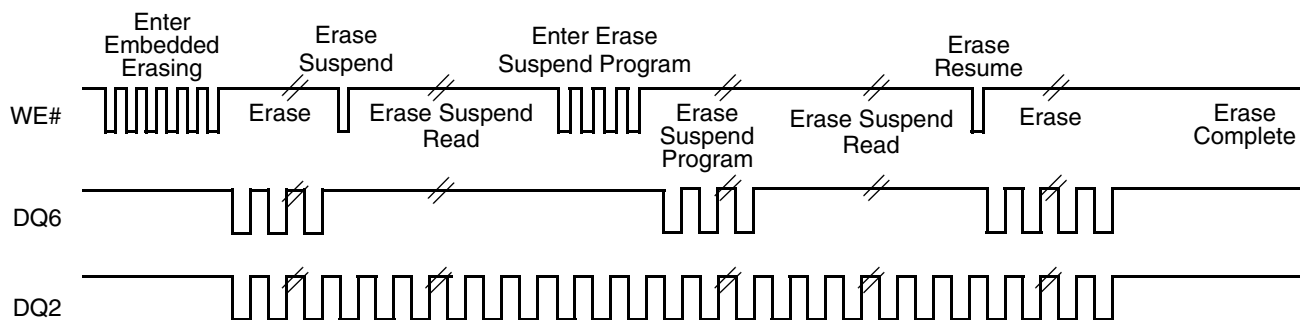 Enter
Embedded
Erasing
Erase
Suspend
Enter Erase
Suspend Program
Erase
Resume
WE#
Erase
Erase Suspend
Read
Erase
Suspend
Program
Erase Suspend
Read
Erase
Erase
Complete
DQ6
DQ2